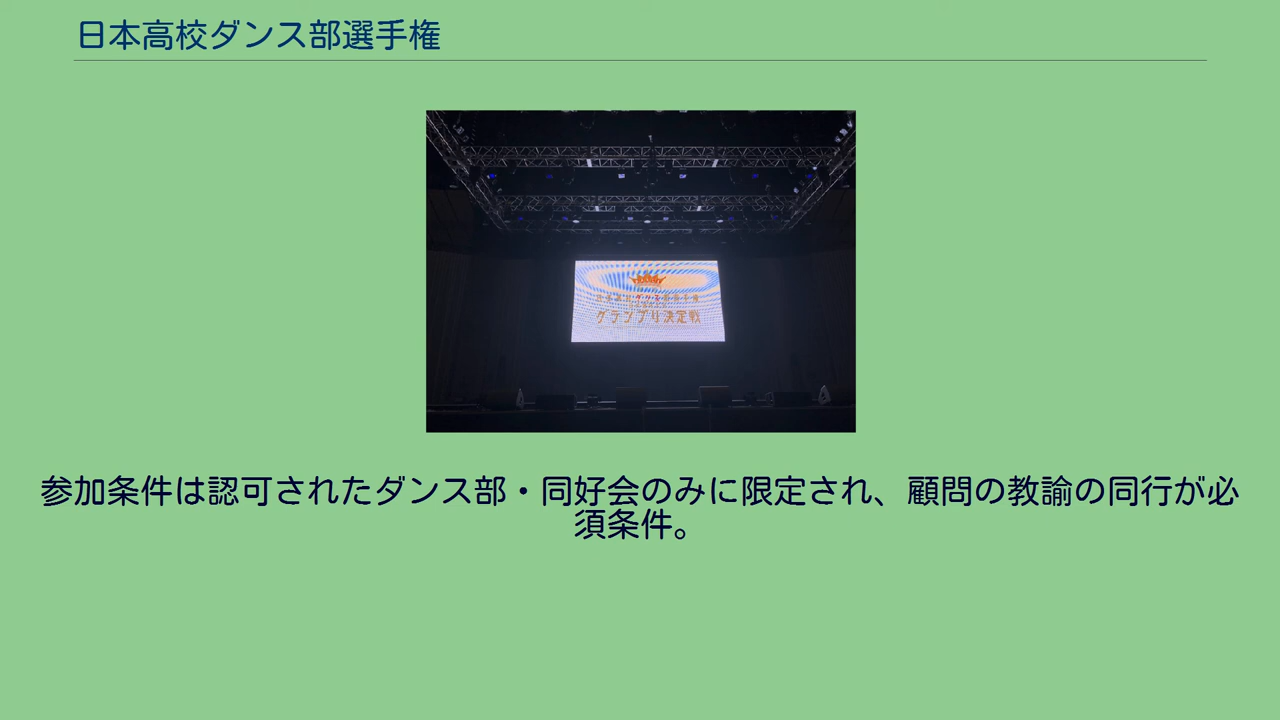 日本高校ダンス部選手権
グランプリ決定戦
参加条件は認可されたダンス部・同好会のみに限定され、顧問の教諭の同行が必
須条件。